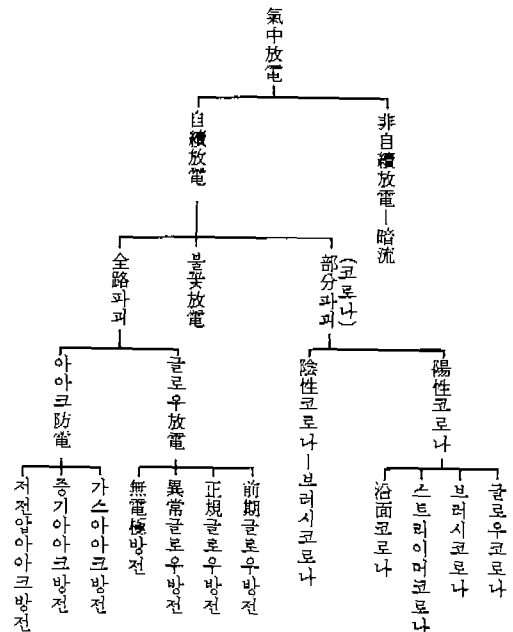 氣中放電
非自續放電—暗流
自續放電
(코로나)
部分파괴
불꽃放電
全路파괴
陽性코로나
陰性코로나—브러시코로나
글로우放電
아아크防電
글로우코로나
브러시코로나
스트리이머코로나
沿面코로나
前期글로우방전
正規글로우방전
異常글로우방전
無電極방전
가스아아크방전
증기아아크방전
저전압아아크방전